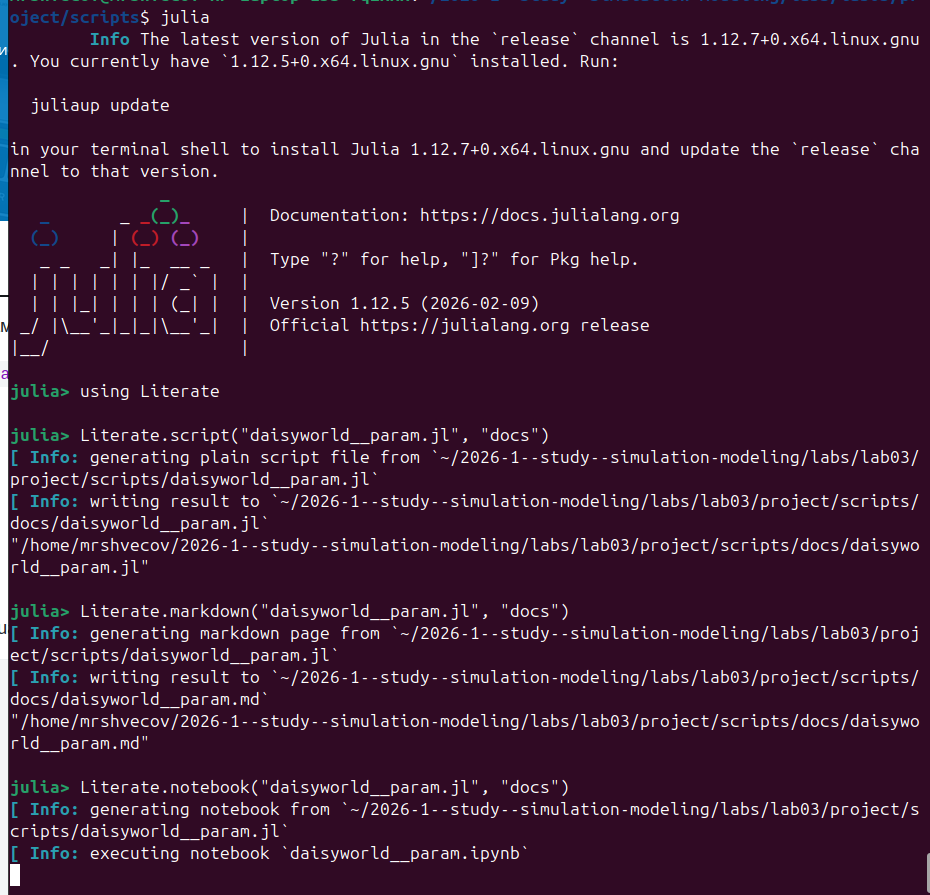 oject/scripts$ julia
        Info The latest version of Julia in the `release` channel is 1.12.7+0.x64.linux.gnu
. You currently have `1.12.5+0.x64.linux.gnu` installed. Run:
  juliaup update
in your terminal shell to install Julia 1.12.7+0.x64.linux.gnu and update the `release` cha
nnel to that version.
               _
   _       _ _(_)_     |  Documentation: https://docs.julialang.org
  (_)     | (_) (_)    |
   _ _   _| |_  __ _   |  Type "?" for help, "]?" for Pkg help.
  | | | | | | |/ _` |  |
  | | |_| | | | (_| |  |  Version 1.12.5 (2026-02-09)
 _/ |\__'_|_|_|\__'_|  |  Official https://julialang.org release
|__/                   |
julia> using Literate
julia> Literate.script("daisyworld__param.jl", "docs")
[ Info: generating plain script file from `~/2026-1--study--simulation-modeling/labs/lab03/
project/scripts/daisyworld__param.jl`
[ Info: writing result to `~/2026-1--study--simulation-modeling/labs/lab03/project/scripts/
docs/daisyworld__param.jl`
"/home/mrshvecov/2026-1--study--simulation-modeling/labs/lab03/project/scripts/docs/daisywo
rld__param.jl"
julia> Literate.markdown("daisyworld__param.jl", "docs")
[ Info: generating markdown page from `~/2026-1--study--simulation-modeling/labs/lab03/proj
ect/scripts/daisyworld__param.jl`
[ Info: writing result to `~/2026-1--study--simulation-modeling/labs/lab03/project/scripts/
docs/daisyworld__param.md`
"/home/mrshvecov/2026-1--study--simulation-modeling/labs/lab03/project/scripts/docs/daisywo
rld__param.md"
julia> Literate.notebook("daisyworld__param.jl", "docs")
[ Info: generating notebook from `~/2026-1--study--simulation-modeling/labs/lab03/project/s
cripts/daisyworld__param.jl`
[ Info: executing notebook `daisyworld__param.ipynb`